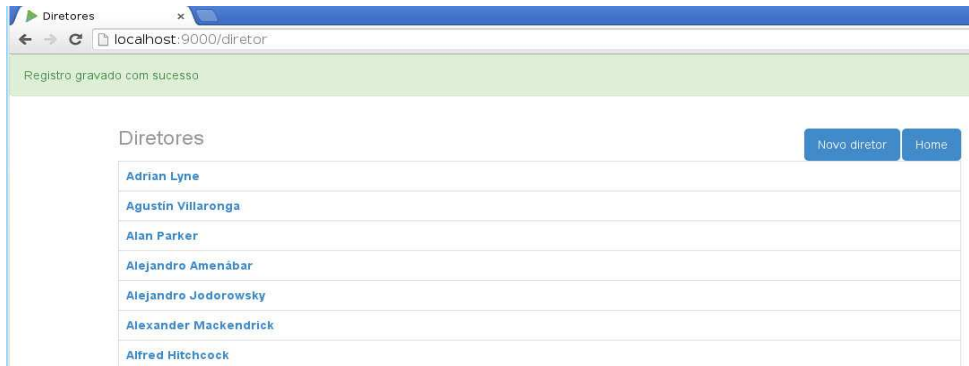 Diretores
localhost:9000/diretor
Registro gravado com sucesso
Diretores
Novo diretor
Home
Adrian Lyne
Agustín Villaronga
Alan Parker
Alejandro Amenábar
Alejandro Jodorowsky
Alexander Mackendrick
Alfred Hitchcock